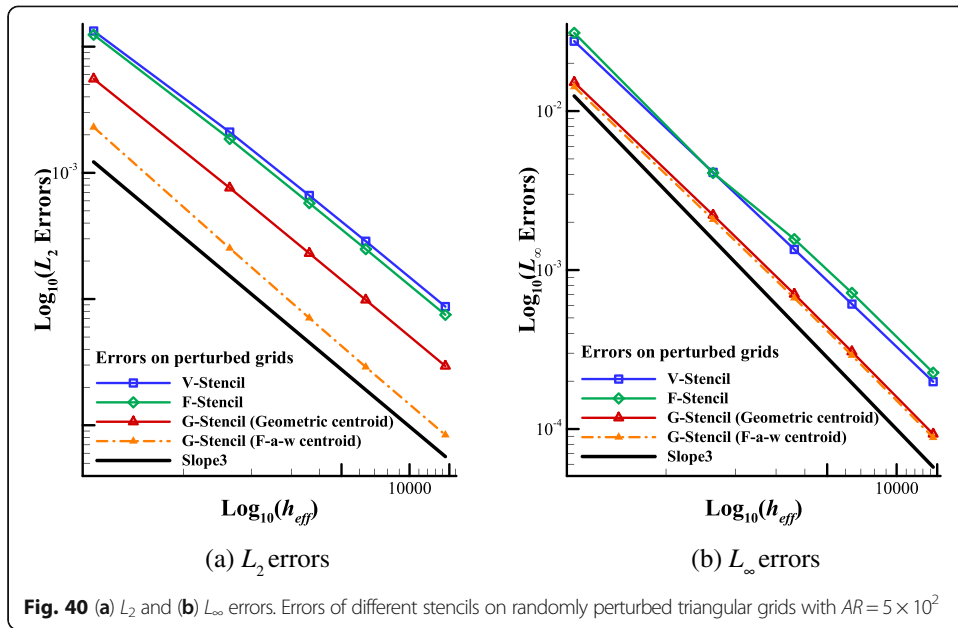 Log10(L2 Errors)
10-3
Errors on perturbed grids
V-Stencil
F-Stencil
G-Stencil (Geometric centroid)
G-Stencil (F-a-w centroid)
Slope3
10000
Log10(heff)
(a) L2 errors
Log10(L∞ Errors)
10-2
10-3
10-4
Errors on perturbed grids
V-Stencil
F-Stencil
G-Stencil (Geometric centroid)
G-Stencil (F-a-w centroid)
Slope3
10000
Log10(heff)
(b) L∞ errors
Fig. 40 (a) L2 and (b) L∞ errors. Errors of different stencils on randomly perturbed triangular grids with AR = 5 × 10²